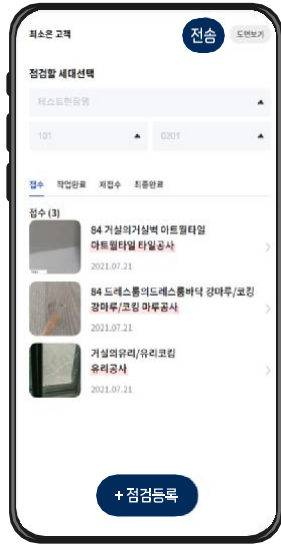 최소은 고객
전송
도면보기
점검할 세대선택
테스트한동명
101
0201
접수 작업완료 재접수 최종완료
접수 (3)
84 거실의거실벽 아트월타일
아트월타일 타일공사
2021.07.21
84 드레스룸의드레스룸바닥 강마루/코킹
강마루/코킹 마루공사
2021.07.21
거실의유리/유리코킹
유리공사
2021.07.21
+ 점검등록